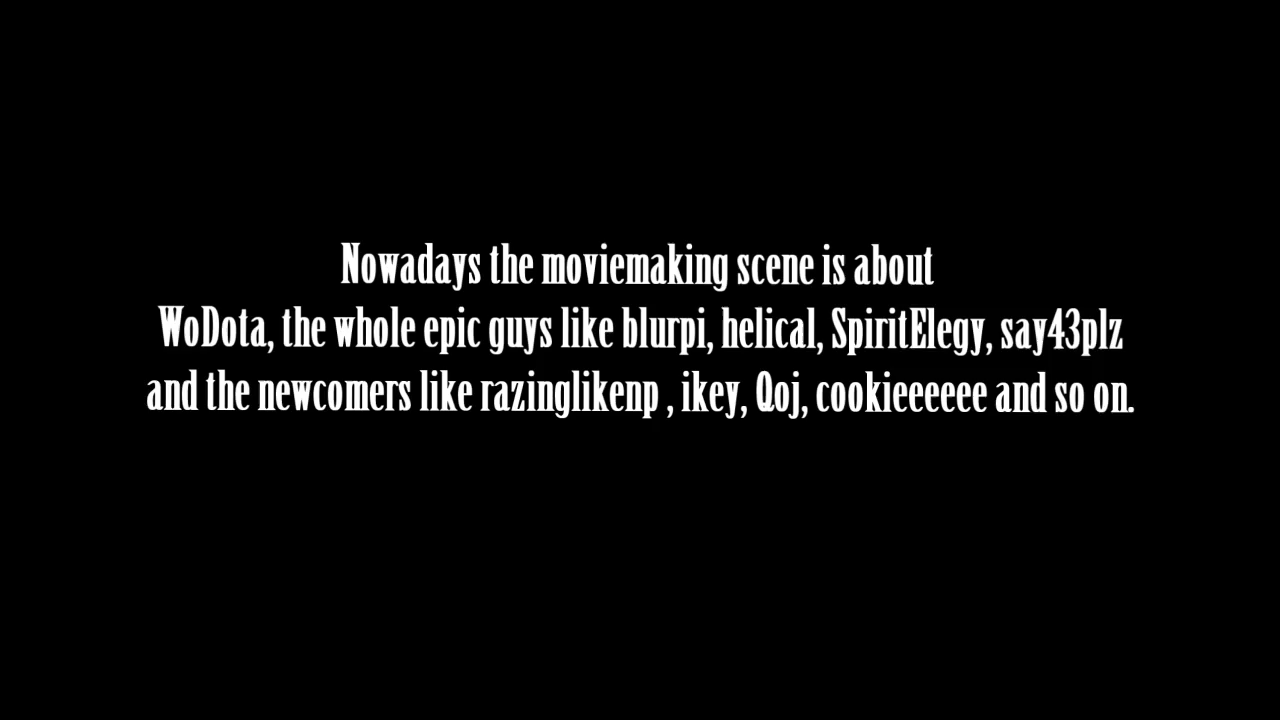 Nowadays the moviemaking scene is about
WoDota, the whole epic guys like blurpi, helical, SpiritElegy, say43plz
and the newcomers like razinglikenp , ikey, Qoj, cookieeeeee and so on.